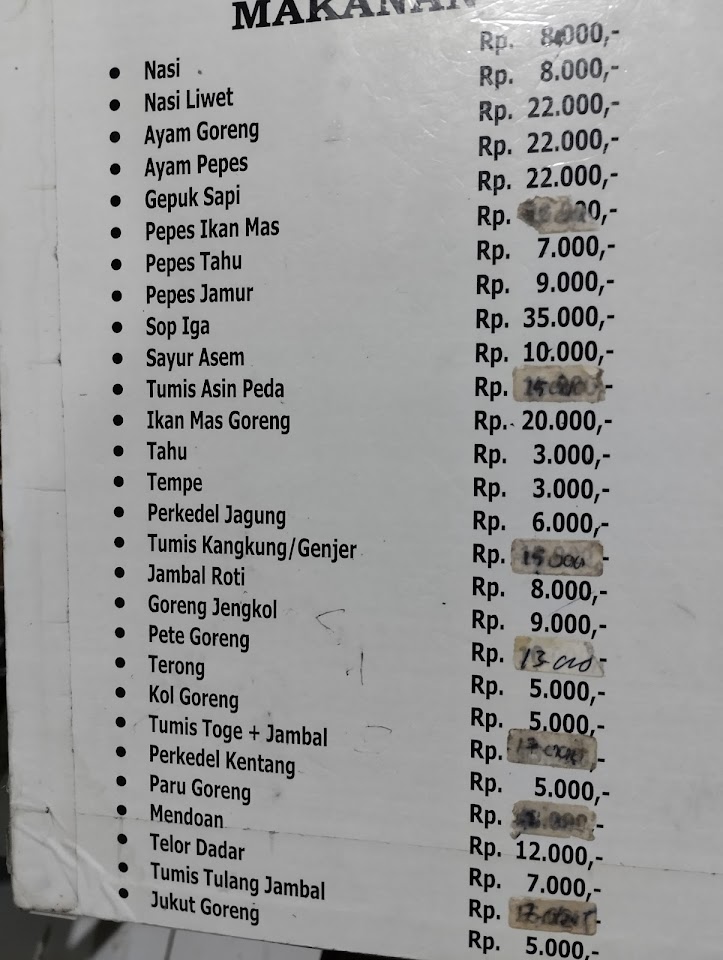 MAKANAN
• Nasi Rp. 8.000,-
• Nasi Liwet Rp. 8.000,-
• Ayam Goreng Rp. 22.000,-
• Ayam Pepes Rp. 22.000,-
• Gepuk Sapi Rp. 22.000,-
• Pepes Ikan Mas Rp.
• Pepes Tahu Rp. 7.000,-
• Pepes Jamur Rp. 9.000,-
• Sop Iga Rp. 35.000,-
• Sayur Asem Rp. 10.000,-
• Tumis Asin Peda Rp.
• Ikan Mas Goreng Rp. 20.000,-
• Tahu Rp. 3.000,-
• Tempe Rp. 3.000,-
• Perkedel Jagung Rp. 6.000,-
• Tumis Kangkung/Genjer Rp.
• Jambal Roti Rp. 8.000,-
• Goreng Jengkol Rp. 9.000,-
• Pete Goreng Rp. 13.000,-
• Terong Rp. 5.000,-
• Kol Goreng Rp. 5.000,-
• Tumis Toge + Jambal Rp.
• Perkedel Kentang Rp. 5.000,-
• Paru Goreng Rp.
• Mendoan Rp. 12.000,-
• Telor Dadar Rp. 7.000,-
• Tumis Tulang Jambal Rp.
• Jukut Goreng Rp. 5.000,-